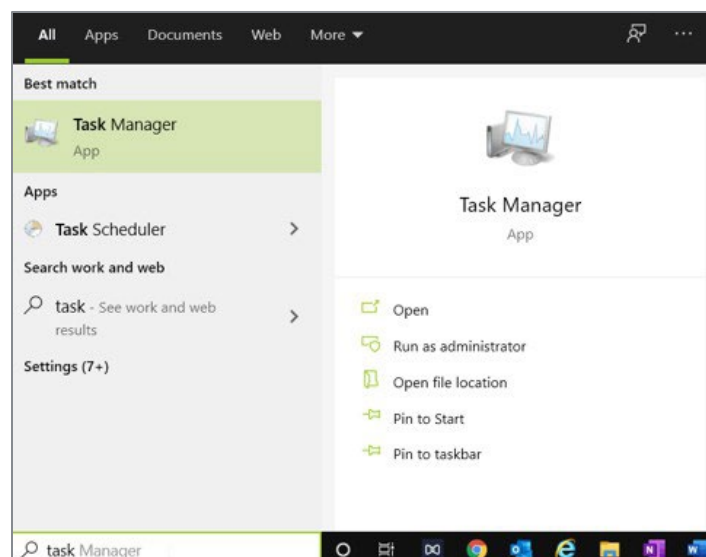 All Apps Documents Web More
Best match
Task Manager
App
Apps
Task Scheduler
Search work and web
task - See work and web
results
Settings (7+)
Task Manager
App
Open
Run as administrator
Open file location
Pin to Start
Pin to taskbar
task Manager